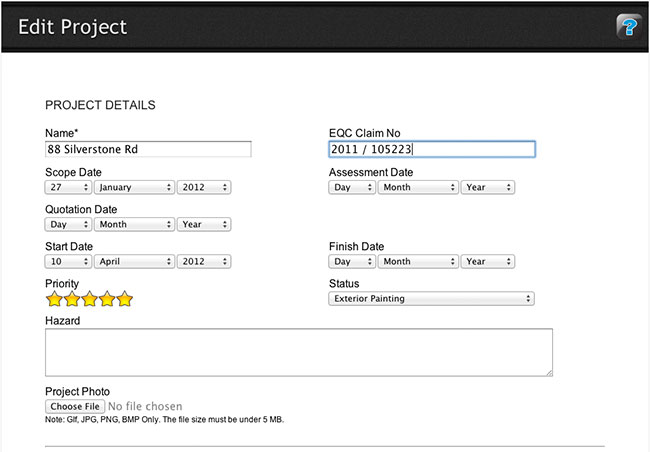 Edit Project
?
PROJECT DETAILS
Name* EQC Claim No
88 Silverstone Rd 2011 / 105223
Scope Date Assessment Date
27 January 2012 Day Month Year
Quotation Date
Day Month Year
Start Date Finish Date
10 April 2012 Day Month Year
Priority Status
Exterior Painting
Hazard
Project Photo
Choose File No file chosen
Note: GIf, JPG, PNG, BMP Only. The file size must be under 5 MB.